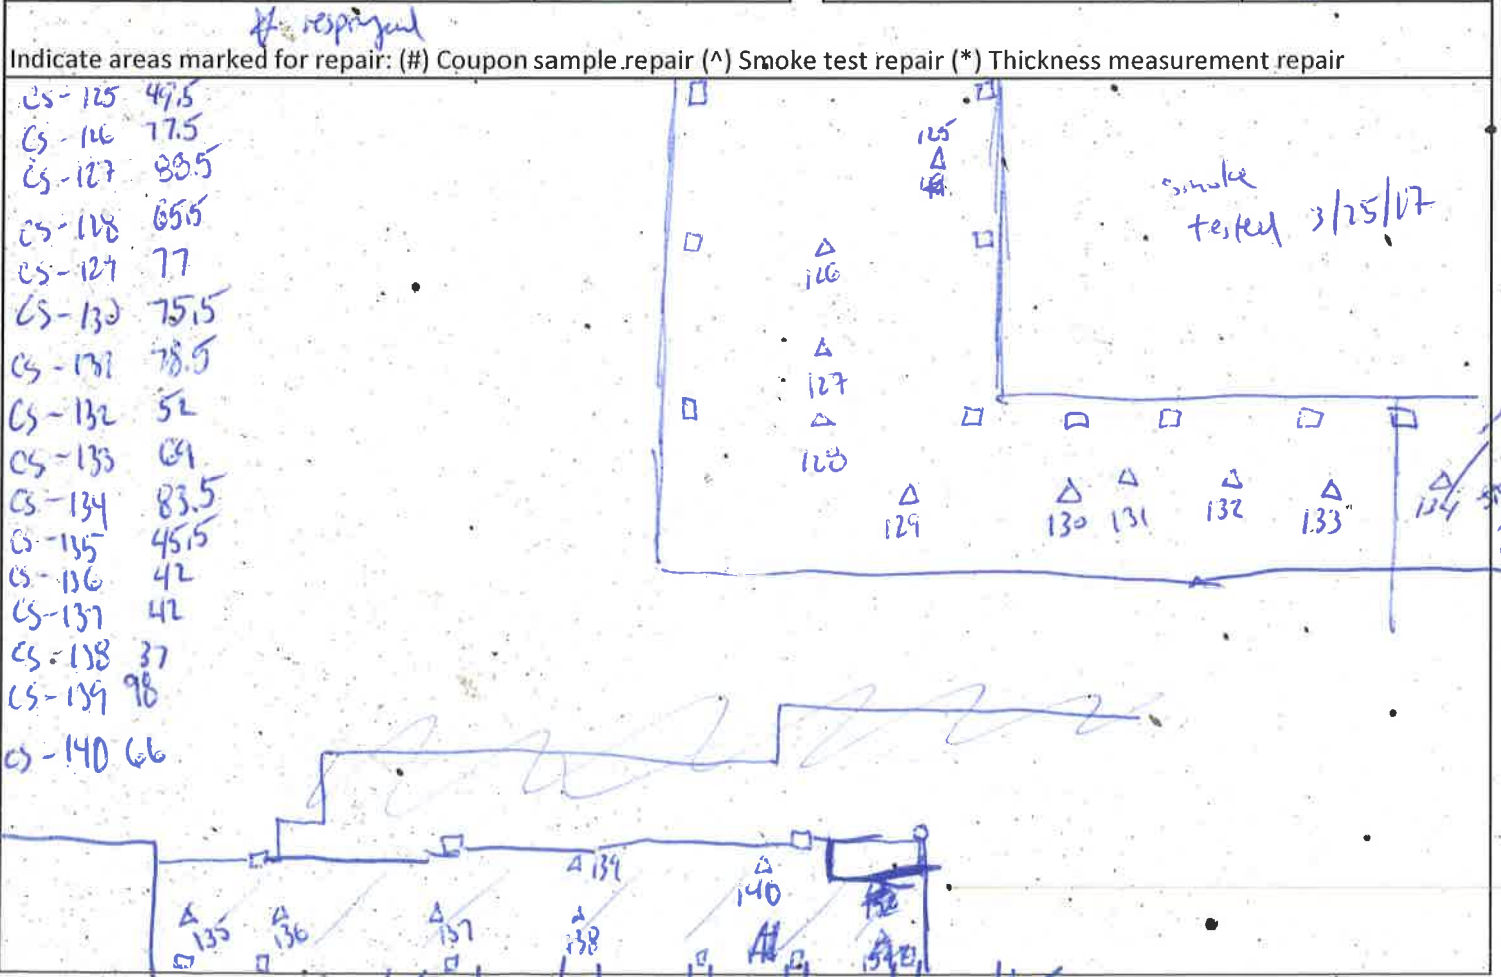 # resprayed
Indicate areas marked for repair: (#) Coupon sample repair (^) Smoke test repair (*) Thickness measurement repair
CS-125 49.5
CS-126 77.5
CS-127 83.5
CS-128 65.5
CS-129 77
CS-130 75.5
CS-131 78.5
CS-132 52
CS-133 69
CS-134 83.5
CS-135 45.5
CS-136 42
CS-137 42
CS-138 37
CS-139 98
CS-140 66
125
smoke
tested 3/25/17
126
127
128
129
130
131
132
133
134
139
140
135
136
137
138